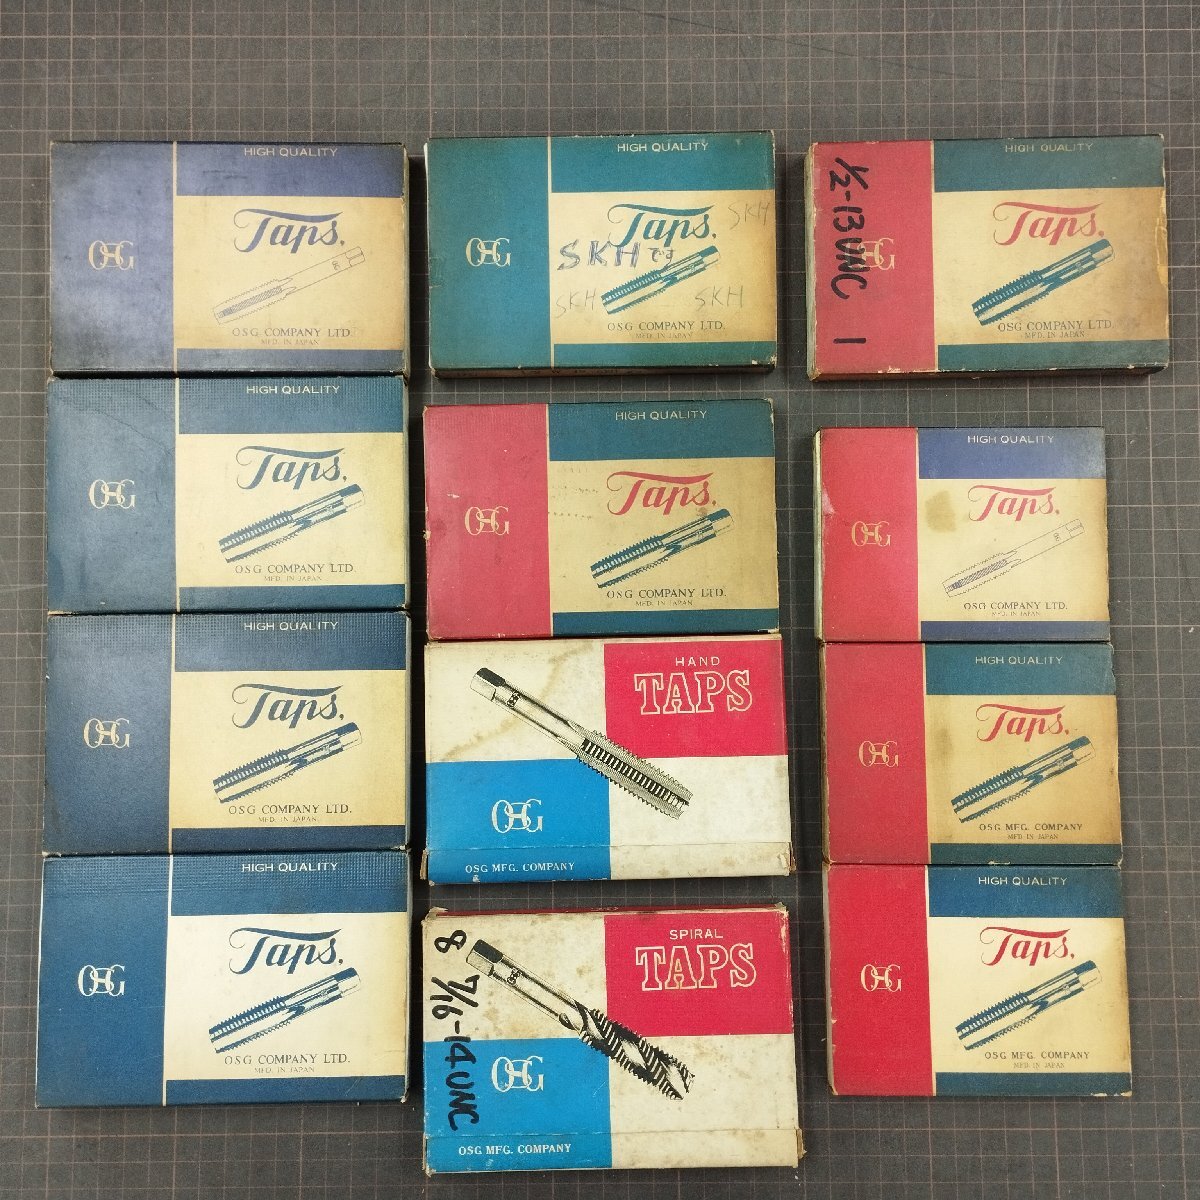 HIGH QUALITY
OSG
Taps.
OSG COMPANY LTD.
MFD. IN JAPAN
HIGH QUALITY
OSG
Taps.
OSG COMPANY LTD.
MFD. IN JAPAN
HIGH QUALITY
OSG
Taps.
OSG COMPANY LTD.
MFD. IN JAPAN
HIGH QUALITY
OSG
Taps.
OSG COMPANY LTD.
MFD. IN JAPAN
HIGH QUALITY
OSG
Taps.
SKH
SKHです
SKH
SKH
OSG COMPANY LTD.
MFD. IN JAPAN
HIGH QUALITY
OSG
Taps.
OSG COMPANY LTD.
MFD. IN JAPAN
HAND
TAPS
OSG
OSG MFG. COMPANY
SPIRAL
TAPS
8 7/16-14UNC
OSG
OSG MFG. COMPANY
HIGH QUALITY
1/2-13UNC 1
OSG
Taps.
OSG COMPANY LTD.
MFD. IN JAPAN
HIGH QUALITY
OSG
Taps.
OSG COMPANY LTD.
MFD. IN JAPAN
HIGH QUALITY
OSG
Taps.
OSG MFG. COMPANY
MFD. IN JAPAN
HIGH QUALITY
OSG
Taps.
OSG MFG. COMPANY
MFD. IN JAPAN